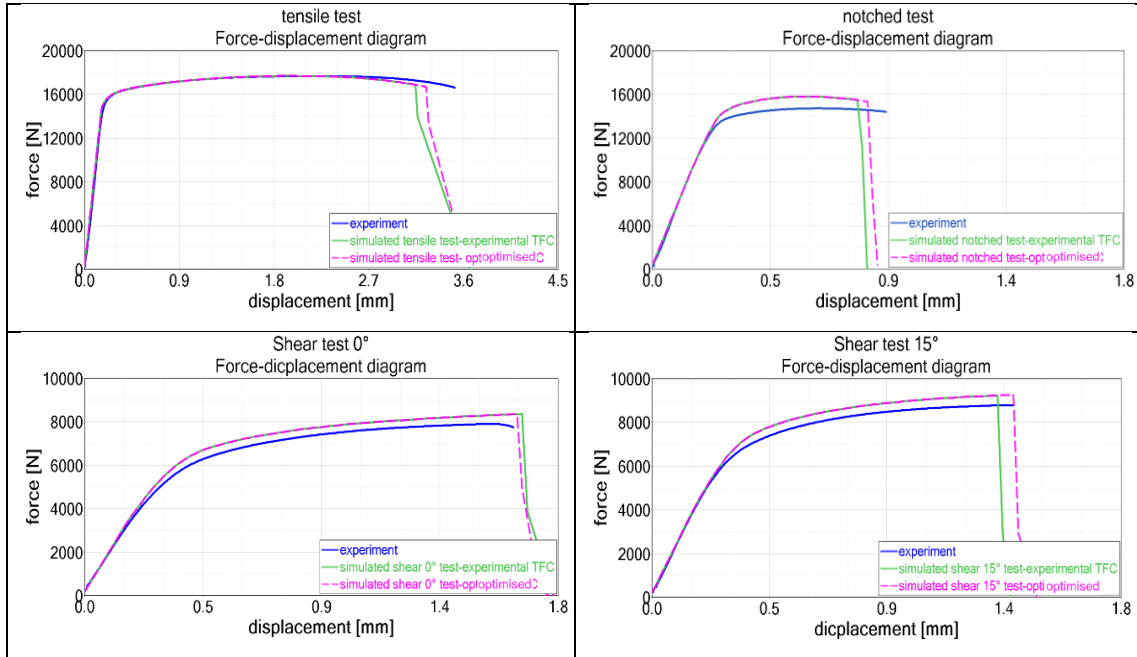 tensile test
Force-displacement diagram
20000
16000
12000
8000
4000
0
force [N]
experiment
simulated tensile test-experimental TFC
simulated tensile test- optoptimisedC
0.0 0.9 1.8 2.7 3.6 4.5
displacement [mm]
notched test
Force-displacement diagram
20000
16000
12000
8000
4000
0
force [N]
experiment
simulated notched test-experimental TFC
simulated notched test-opt optimised
0.0 0.5 0.9 1.4 1.8
displacement [mm]
Shear test 0°
Force-dicplacement diagram
10000
8000
6000
4000
2000
0
force [N]
experiment
simulated shear 0° test-experimental TFC
simulated shear 0° test-optoptimised
0.0 0.5 0.9 1.4 1.8
displacement [mm]
Shear test 15°
Force-displacement diagram
10000
8000
6000
4000
2000
0
force [N]
experiment
simulated shear 15° test-experimental TFC
simulated shear 15° test-optioptimised
0.0 0.5 0.9 1.4 1.8
dicplacement [mm]